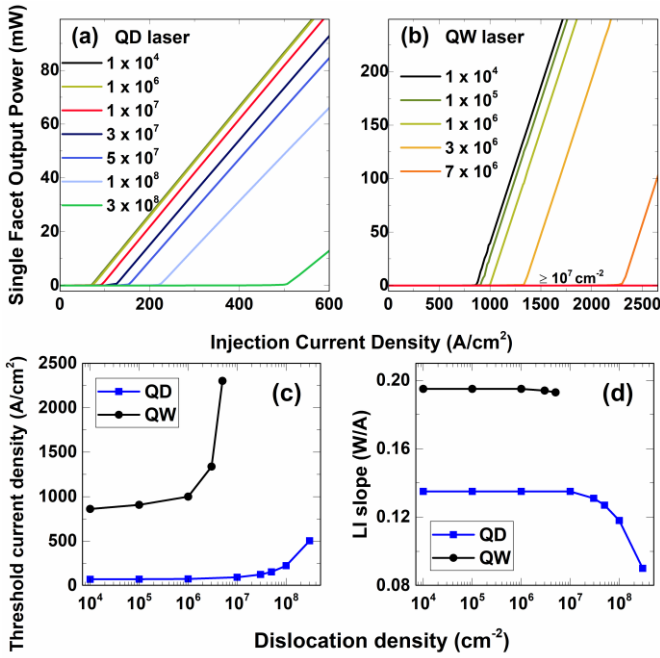 (a) QD laser
1 x 10⁴
1 x 10⁶
1 x 10⁷
3 x 10⁷
5 x 10⁷
1 x 10⁸
3 x 10⁸
Single Facet Output Power (mW)
80
60
40
20
0
0 200 400 600
(b) QW laser
1 x 10⁴
1 x 10⁵
1 x 10⁶
3 x 10⁶
7 x 10⁶
≥ 10⁷ cm⁻²
250
200
150
100
50
0
0 500 1000 1500 2000 2500
Injection Current Density (A/cm²)
(c)
QD
QW
Threshold current density (A/cm²)
2500
2000
1500
1000
500
0
10⁴ 10⁵ 10⁶ 10⁷ 10⁸
(d)
QD
QW
LI slope (W/A)
0.20
0.16
0.12
0.08
10⁴ 10⁵ 10⁶ 10⁷ 10⁸
Dislocation density (cm⁻²)